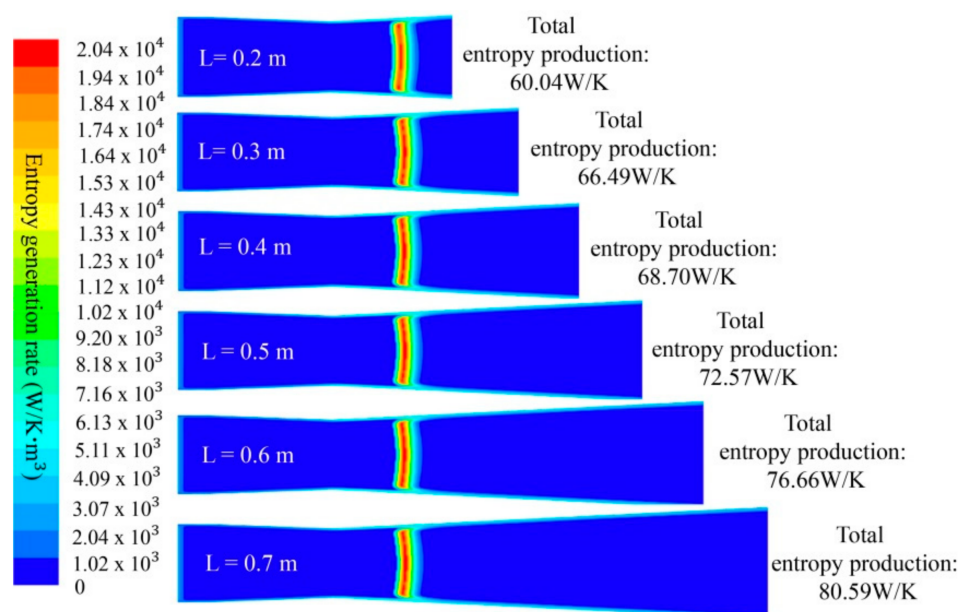 Entropy generation rate (W/K·m³)
2.04 x 10⁴
1.94 x 10⁴
1.84 x 10⁴
1.74 x 10⁴
1.64 x 10⁴
1.53 x 10⁴
1.43 x 10⁴
1.33 x 10⁴
1.23 x 10⁴
1.12 x 10⁴
1.02 x 10⁴
9.20 x 10³
8.18 x 10³
7.16 x 10³
6.13 x 10³
5.11 x 10³
4.09 x 10³
3.07 x 10³
2.04 x 10³
1.02 x 10³
0
L= 0.2 m
Total
entropy production:
60.04W/K
L= 0.3 m
Total
entropy production:
66.49W/K
L = 0.4 m
Total
entropy production:
68.70W/K
L = 0.5 m
Total
entropy production:
72.57W/K
L = 0.6 m
Total
entropy production:
76.66W/K
L = 0.7 m
Total
entropy production:
80.59W/K